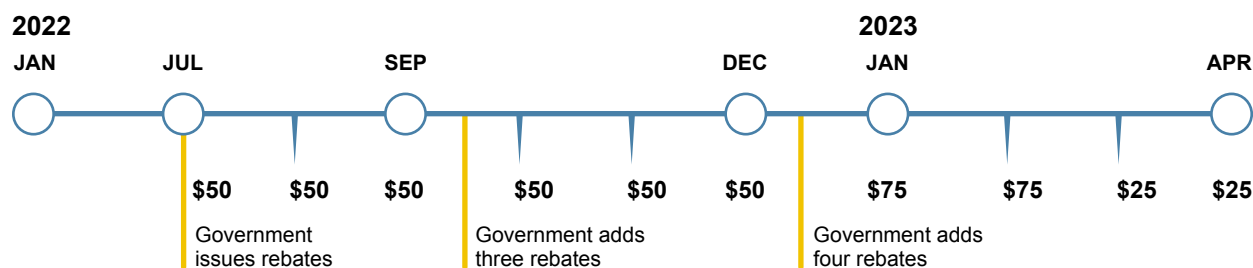 2022 2023
JAN JUL SEP DEC JAN APR
$50 $50 $50 $50 $50 $50 $75 $75 $25 $25
Government Government adds Government adds
issues rebates three rebates four rebates